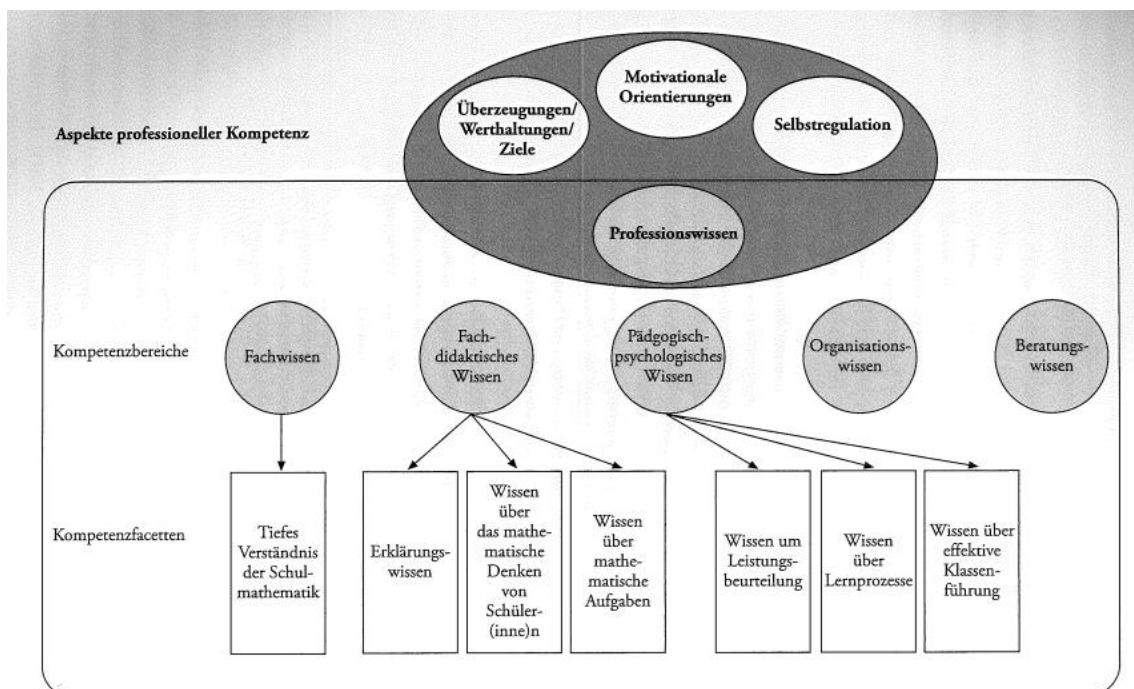 Motivationale
Orientierungen
Überzeugungen/
Werthaltungen/
Ziele
Selbstregulation
Aspekte professioneller Kompetenz
Professionswissen
Kompetenzbereiche
Fachwissen
Fach-
didaktisches
Wissen
Pädgogisch-
psychologisches
Wissen
Organisations-
wissen
Beratungs-
wissen
Kompetenzfacetten
Tiefes
Verständnis
der Schul-
mathematik
Erklärungs-
wissen
Wissen
über
das mathe-
matische
Denken
von
Schüler-
(inne)n
Wissen
über
mathe-
matische
Aufgaben
Wissen um
Leistungs-
beurteilung
Wissen
über
Lernprozesse
Wissen über
effektive
Klassen-
führung